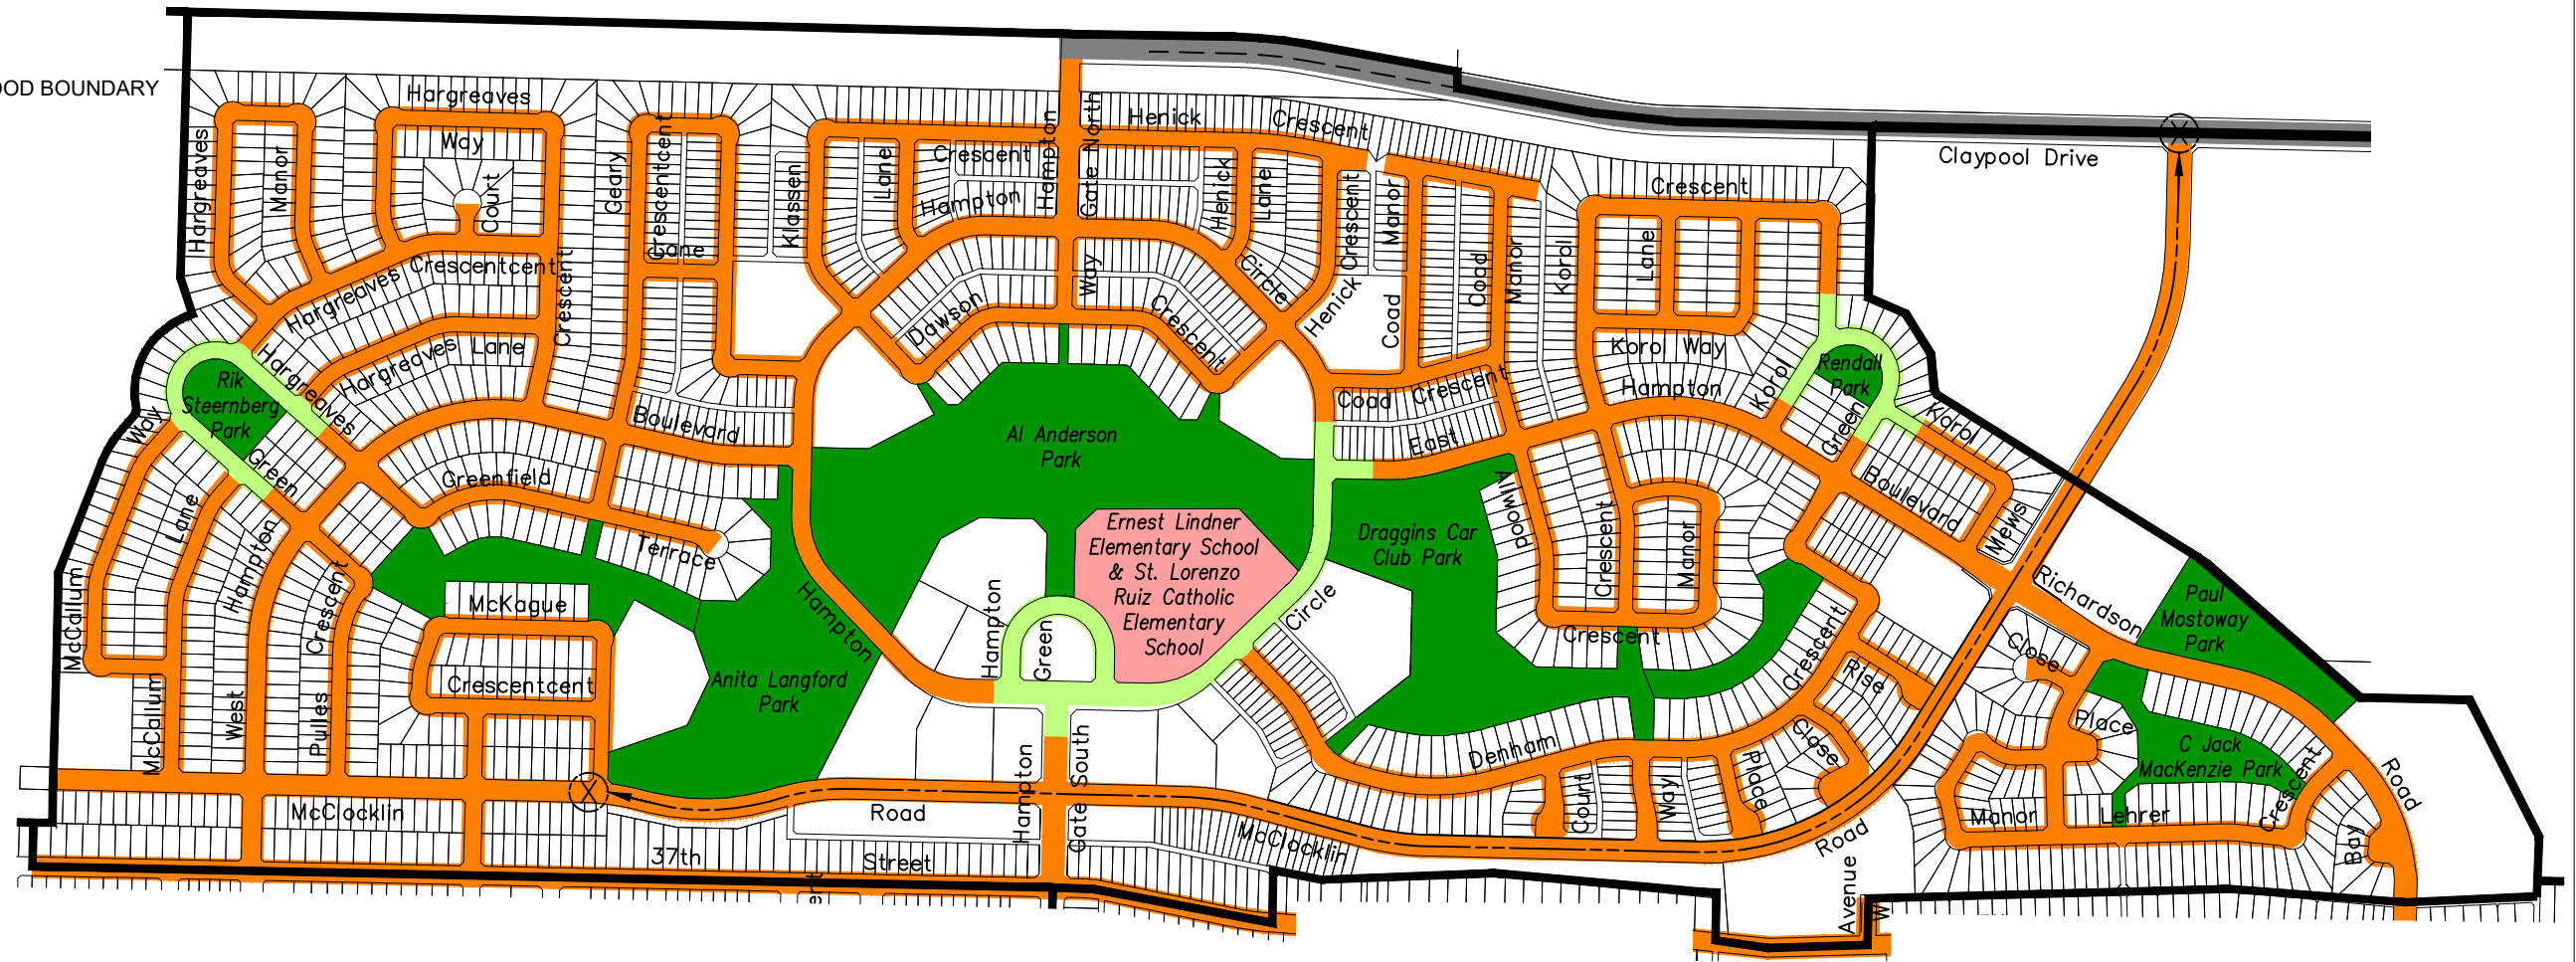 OOD BOUNDARY
Hargreaves
Way
Court
Hargreaves
Manor
Crescentcent
Hargreaves
Crescent
Geary
Crescentcent
Lane
Klassen
Lane
Crescent
Hampton
Hampton
Gate North
Herick
Crescent
Henick
Lane
Crescent
Henick
Manor
Coad
Coad
Manor
Korol
Crescent
Lane
Korol Way
Hampton
Claypool Drive
Way
Circle
Dawson
Crescent
Hargreaves
Hargreaves Lane
Boulevard
Rik
Steernberg
Park
Way
Green
Greenfield
Terrace
Lane
Hampton
West
McCallum
McCallum
Crescent
Pulles
McKague
Crescentcent
Al Anderson
Park
Coad Crescent
East
Korol
Green
Rendall
Park
Korol
Boulevard
Mews
Ernest Lindner
Elementary School
& St. Lorenzo
Ruiz Catholic
Elementary
School
Draggins Car
Club Park
Allwood
Crescent
Manor
Crescent
Hampton
Circle
Hampton
Green
Anita Langford
Park
Richardson
Paul
Mostoway
Park
Crescent
Rise
Close
Close
Place
C Jack
MacKenzie Park
Denham
Court
Way
Place
Manor
Lehrer
Crescent
Bay
Road
McClocklin
Road
Hampton
Gate South
McClocklin
Road
37th
Street
Avenue
W